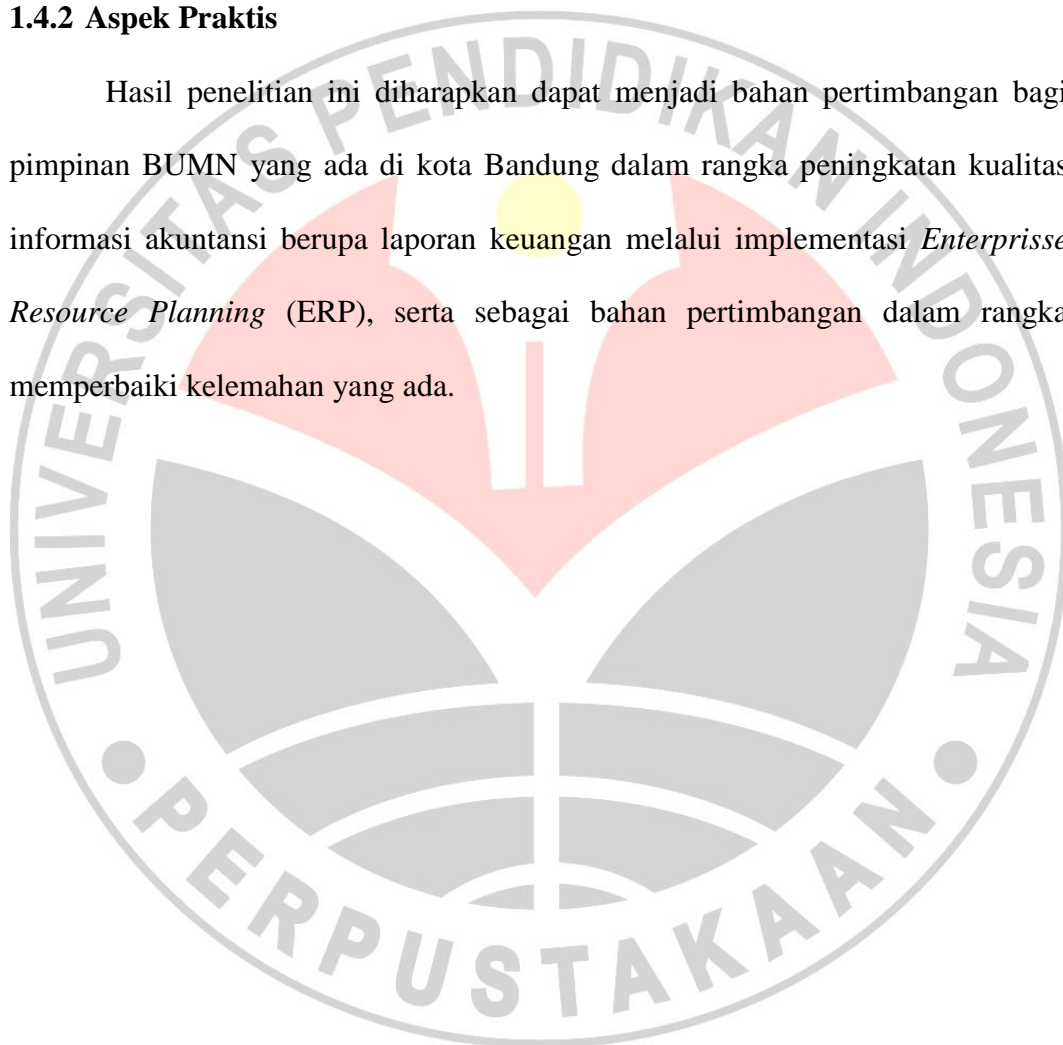 1.4.2 Aspek Praktis
Hasil penelitian ini diharapkan dapat menjadi bahan pertimbangan bagi
pimpinan BUMN yang ada di kota Bandung dalam rangka peningkatan kualitas
informasi akuntansi berupa laporan keuangan melalui implementasi Enterprisse
Resource Planning (ERP), serta sebagai bahan pertimbangan dalam rangka
memperbaiki kelemahan yang ada.
UNIVERSITAS PENDIDIKAN INDONESIA
PERPUSTAKAAN